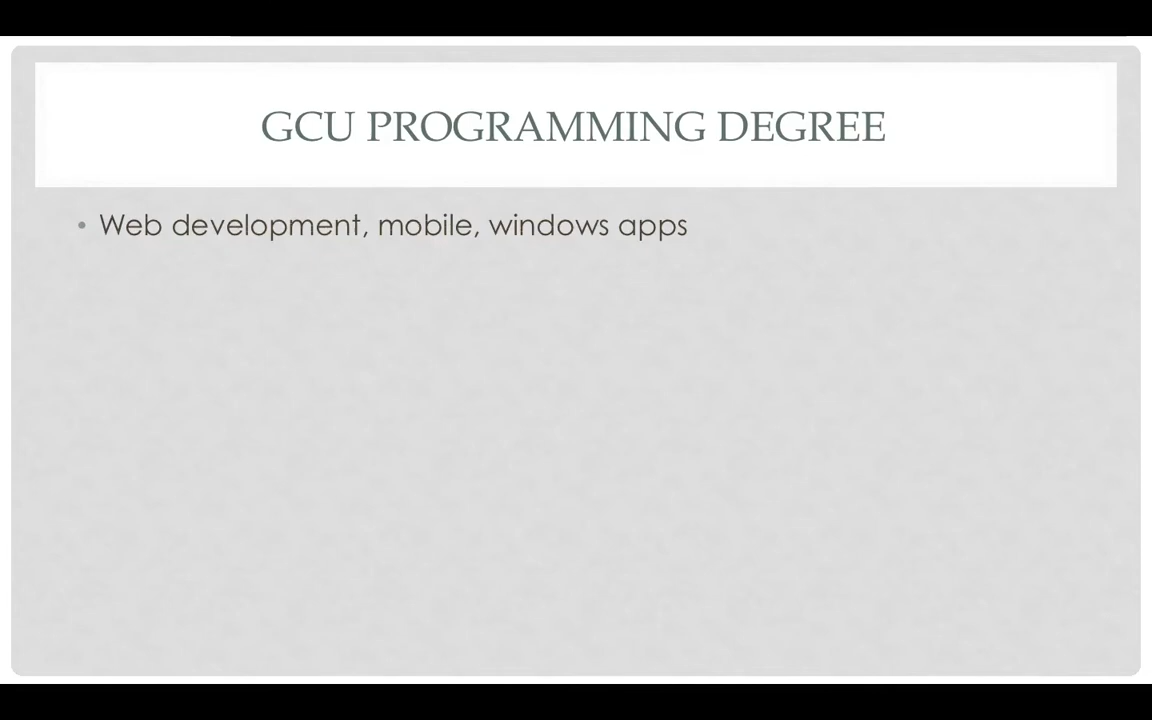 GCU PROGRAMMING DEGREE
• Web development, mobile, windows apps